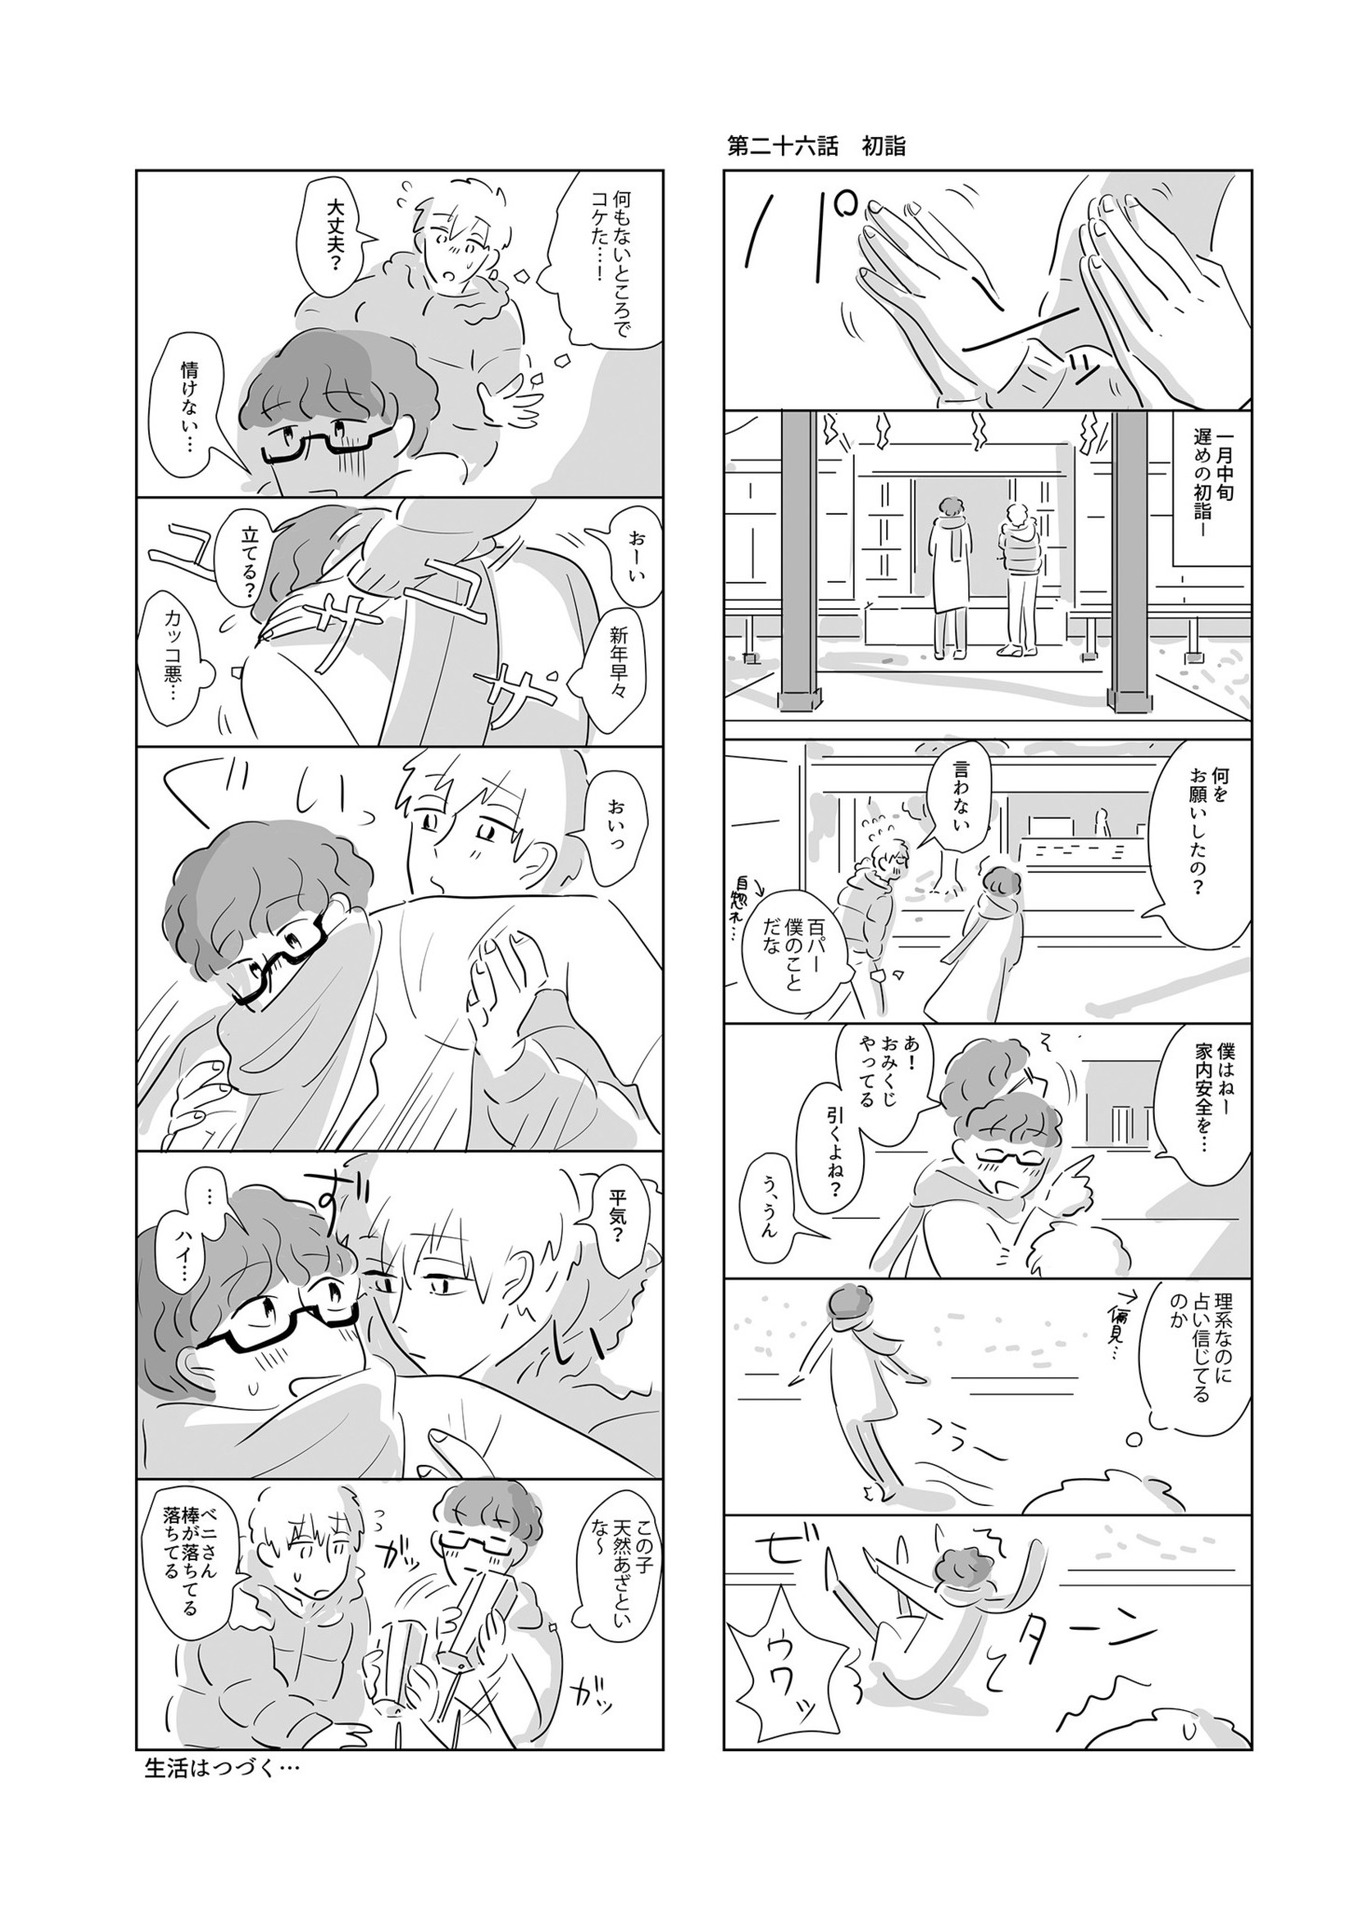 第二十六話　初詣
パ
ン
ッ
一月中旬
遅めの初詣ー
何を
お願いしたの？
言わない
百パー
僕のこと
だな
自惚れ…
僕はねー
家内安全を…
あ！
おみくじ
やってる
引くよね？
う、うん
理系なのに
占い信じてる
のか
偏見…
フラ〜
ゼ
ターン
ウワッ
何もないところで
コケた…！
大丈夫？
情けない…
おーい
新年早々
立てる？
カッコ悪…
ユサ
ユサ
おいっ
ぐいっ
平気？
ずい
…
ハイ…
この子
天然あざとい
な〜
ガッ
ガッ
ベニさん
棒が落ちてる
落ちてる
生活はつづく…